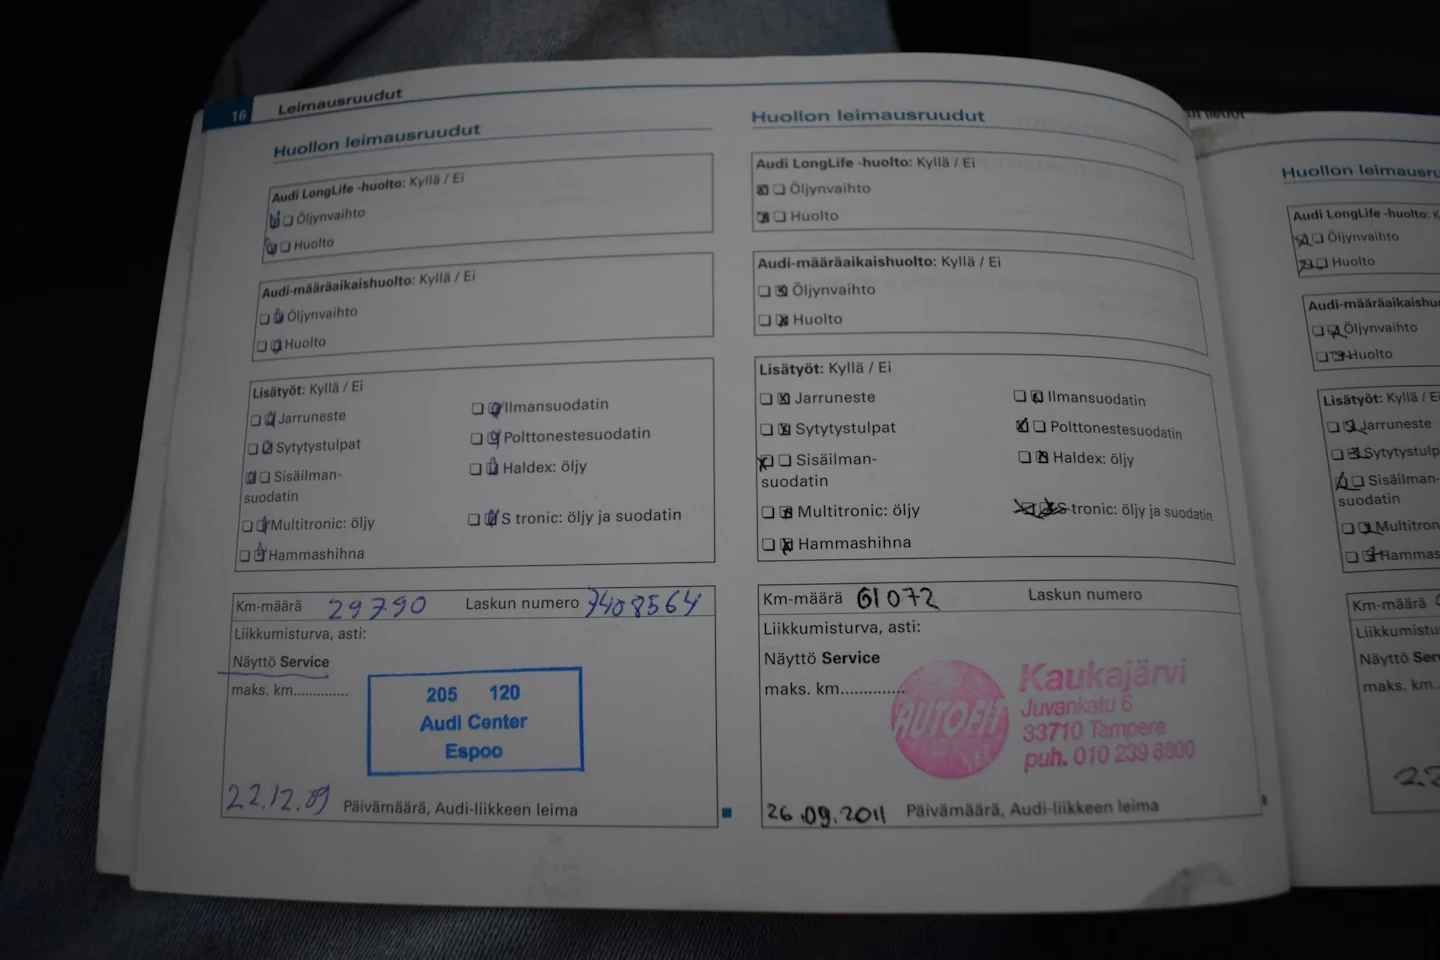 16 Leimausruudut
Huollon leimausruudut
Audi LongLife -huolto: Kyllä / Ei
Öljynvaihto
Huolto
Audi-määräaikaishuolto: Kyllä / Ei
Öljynvaihto
Huolto
Lisätyöt: Kyllä / Ei
Jarruneste
Ilmansuodatin
Sytytystulpat
Polttonestesuodatin
Sisäilman-
suodatin
Haldex: öljy
Multitronic: öljy
S tronic: öljy ja suodatin
Hammashihna
Km-määrä 29790 Laskun numero 7408564
Liikkumisturva, asti:
Näyttö Service
maks. km..............
205 120
Audi Center
Espoo
22.12.09 Päivämäärä, Audi-liikkeen leima
Huollon leimausruudut
Audi LongLife -huolto: Kyllä / Ei
Öljynvaihto
Huolto
Audi-määräaikaishuolto: Kyllä / Ei
Öljynvaihto
Huolto
Lisätyöt: Kyllä / Ei
Jarruneste
Ilmansuodatin
Sytytystulpat
Polttonestesuodatin
Sisäilman-
suodatin
Haldex: öljy
Multitronic: öljy
S tronic: öljy ja suodatin
Hammashihna
Km-määrä 61072 Laskun numero
Liikkumisturva, asti:
Näyttö Service
maks. km..............
AUTOFIT
Kaukajärvi
Juvankatu 6
33710 Tampere
puh. 010 239 8800
26.09.2011 Päivämäärä, Audi-liikkeen leima
Huollon leimausru
Audi LongLife -huolto: K
Öljynvaihto
Huolto
Audi-määräaikaishuo
Öljynvaihto
Huolto
Lisätyöt: Kyllä / Ei
Jarruneste
Sytytystulp
Sisäilman-
suodatin
Multitron
Hammas
Km-määrä
Liikkumistu
Näyttö Ser
maks. km..
22